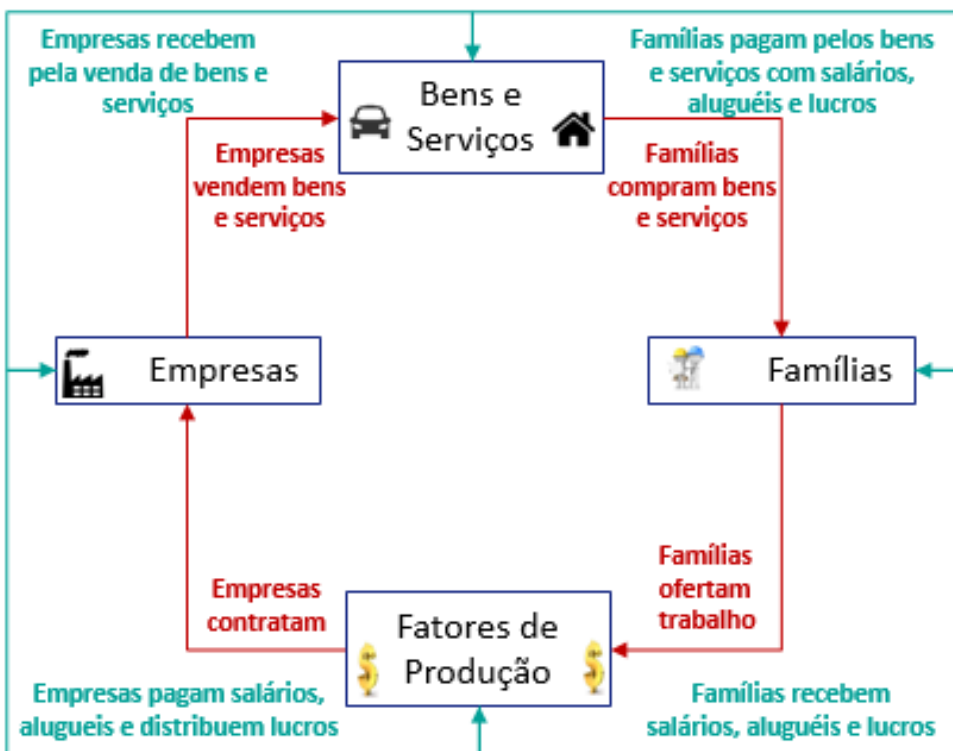 Empresas recebem
pela venda de bens e
serviços
Famílias pagam pelos bens
e serviços com salários,
aluguéis e lucros
Bens e
Serviços
Empresas
vendem bens
e serviços
Famílias
compram bens
e serviços
Empresas
Famílias
Empresas
contratam
Famílias
ofertam
trabalho
Fatores de
Produção
Empresas pagam salários,
alugueis e distribuem lucros
Famílias recebem
salários, aluguéis e lucros